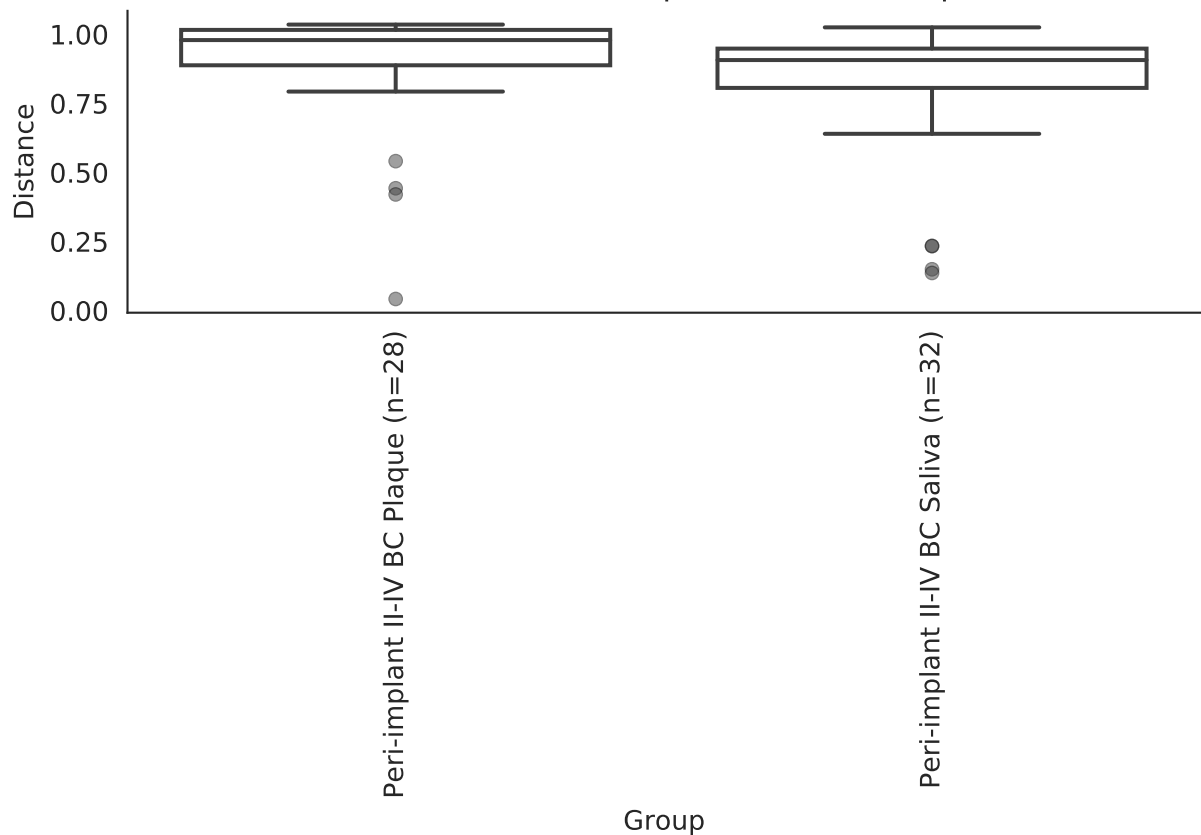 1.00
0.75
0.50
0.25
0.00
Distance
Peri-implant II-IV BC Plaque (n=28)
Peri-implant II-IV BC Saliva (n=32)
Group